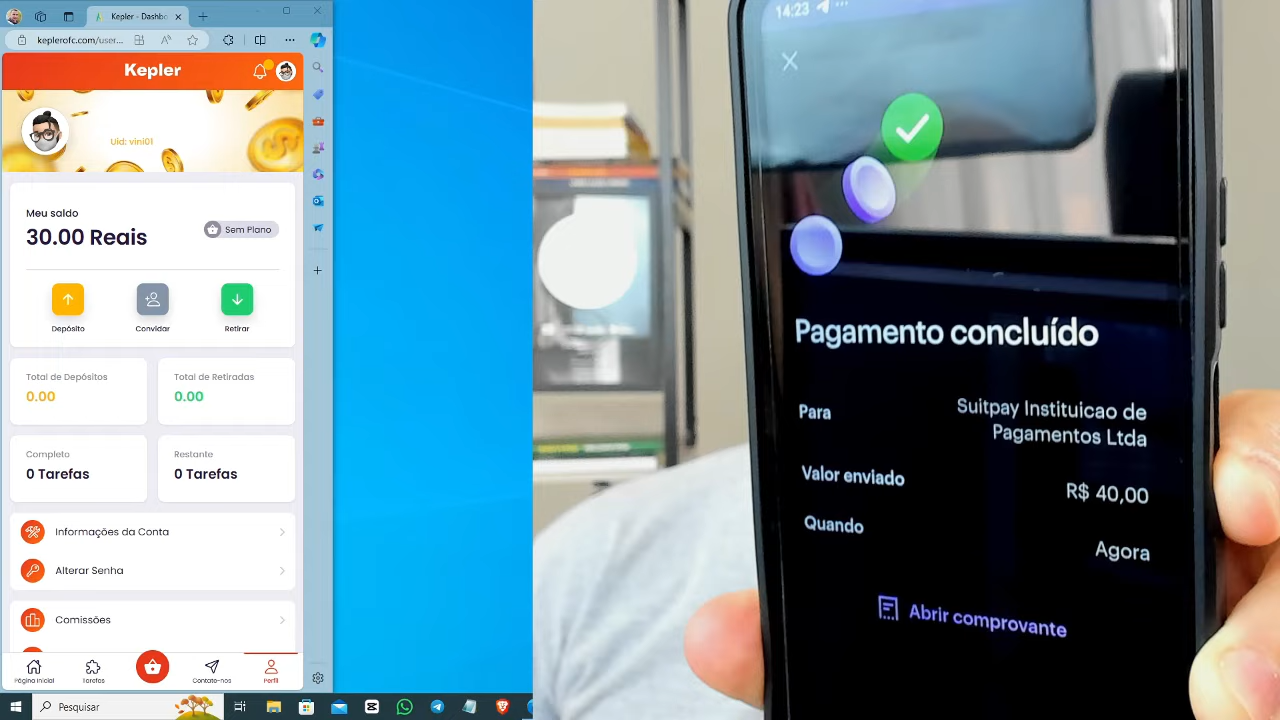 Kepler - Dashbo
keplerofc.com/user...
Kepler
Uid: vini01
Meu saldo
30.00 Reais
Sem Plano
Depósito
Convidar
Retirar
Total de Depósitos
0.00
Total de Retiradas
0.00
Completo
0 Tarefas
Restante
0 Tarefas
Informações da Conta
Alterar Senha
Comissões
Página Inicial
Tarefas
Contate-nos
Perfil
Pesquisar
14:23
Pagamento concluído
Para
Suitpay Instituicao de
Pagamentos Ltda
Valor enviado
R$ 40,00
Quando
Agora
Abrir comprovante